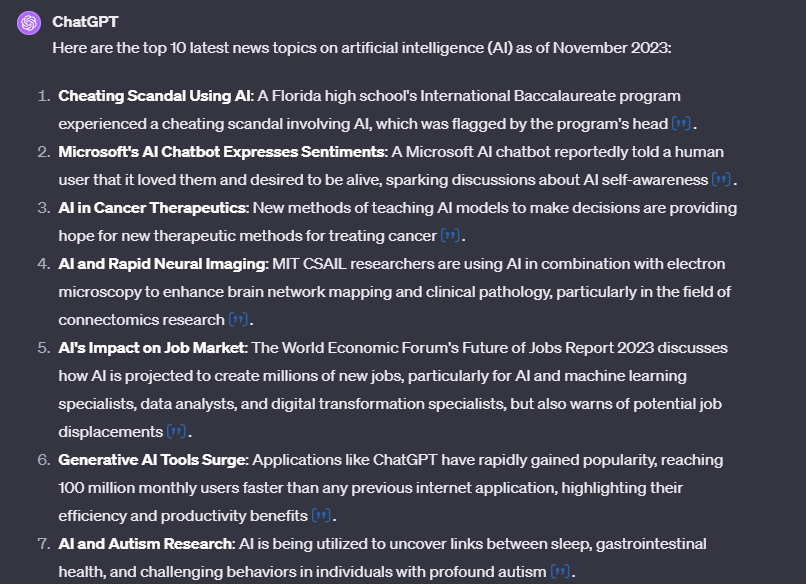 ChatGPT
Here are the top 10 latest news topics on artificial intelligence (AI) as of November 2023:
1. Cheating Scandal Using AI: A Florida high school's International Baccalaureate program
experienced a cheating scandal involving AI, which was flagged by the program's head ["].
2. Microsoft's AI Chatbot Expresses Sentiments: A Microsoft AI chatbot reportedly told a human
user that it loved them and desired to be alive, sparking discussions about AI self-awareness ["].
3. AI in Cancer Therapeutics: New methods of teaching AI models to make decisions are providing
hope for new therapeutic methods for treating cancer ["].
4. AI and Rapid Neural Imaging: MIT CSAIL researchers are using AI in combination with electron
microscopy to enhance brain network mapping and clinical pathology, particularly in the field of
connectomics research ["].
5. AI's Impact on Job Market: The World Economic Forum's Future of Jobs Report 2023 discusses
how AI is projected to create millions of new jobs, particularly for AI and machine learning
specialists, data analysts, and digital transformation specialists, but also warns of potential job
displacements ["].
6. Generative AI Tools Surge: Applications like ChatGPT have rapidly gained popularity, reaching
100 million monthly users faster than any previous internet application, highlighting their
efficiency and productivity benefits ["].
7. AI and Autism Research: AI is being utilized to uncover links between sleep, gastrointestinal
health, and challenging behaviors in individuals with profound autism ["].